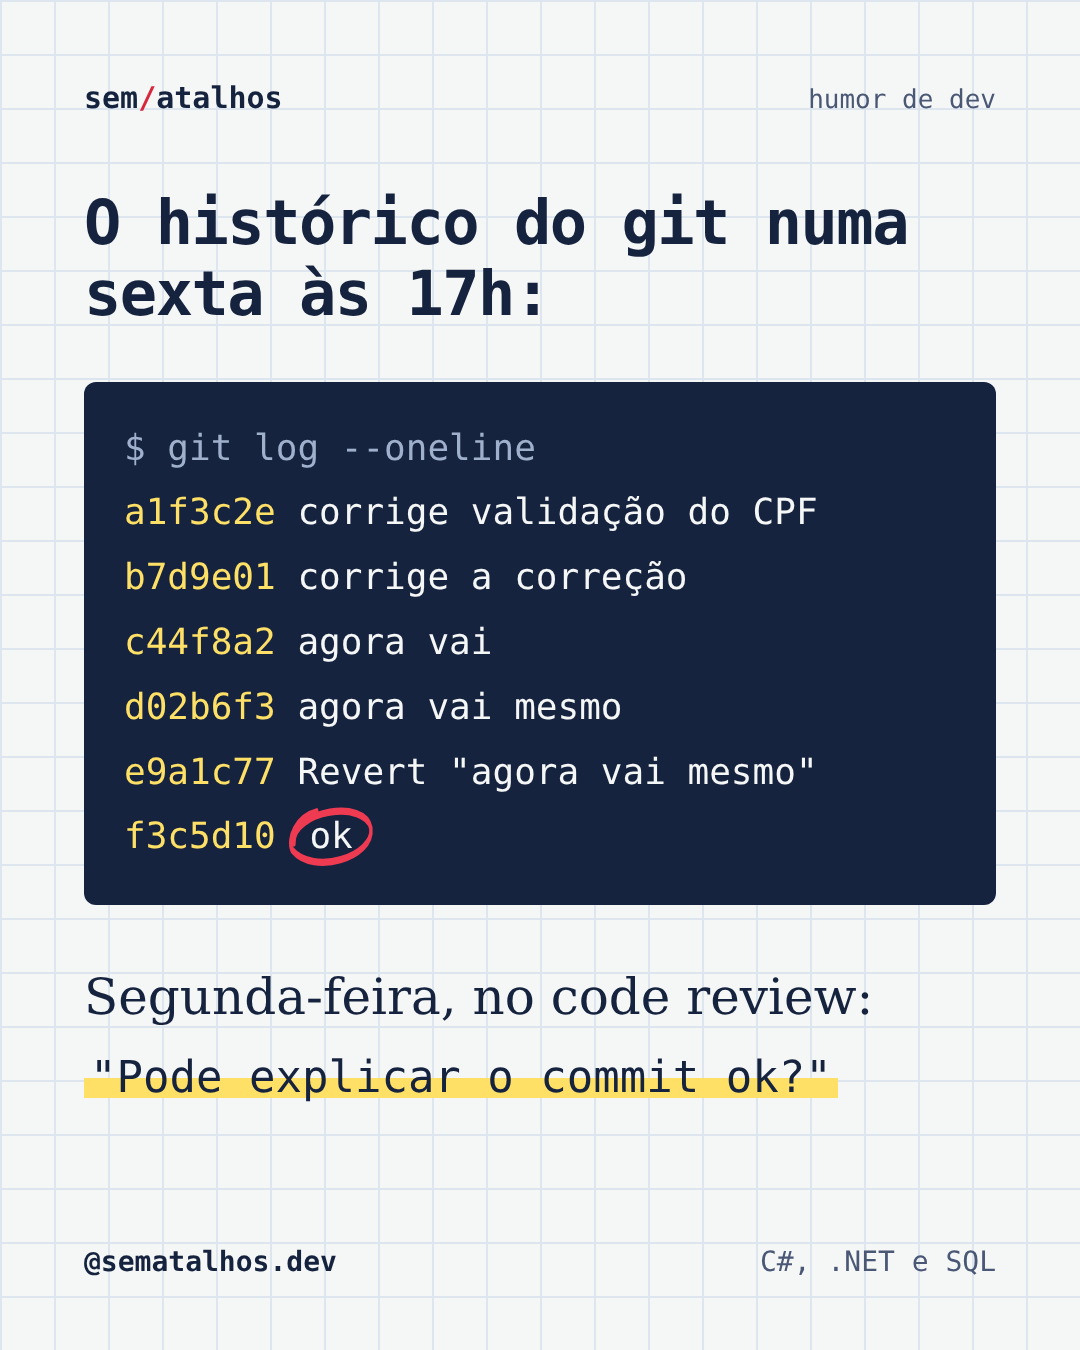 sem/atalhos
humor de dev
O histórico do git numa
sexta às 17h:
$ git log --oneline
a1f3c2e corrige validação do CPF
b7d9e01 corrige a correção
c44f8a2 agora vai
d02b6f3 agora vai mesmo
e9a1c77 Revert "agora vai mesmo"
f3c5d10 ok
Segunda-feira, no code review:
"Pode explicar o commit ok?"
@sematalhos.dev
C#, .NET e SQL